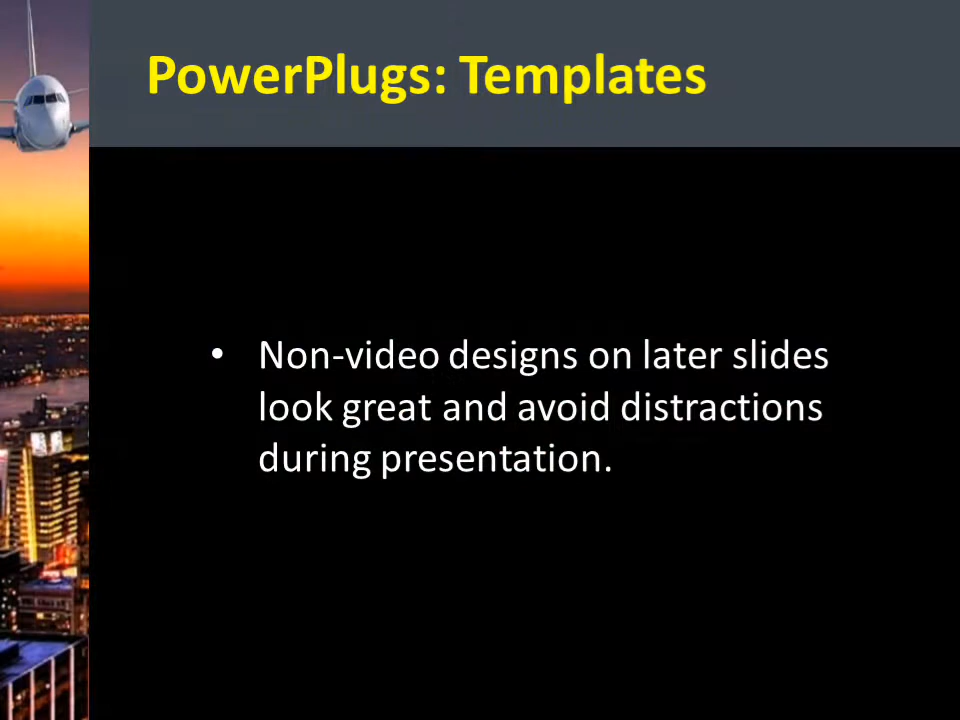 PowerPlugs: Templates
• Non-video designs on later slides
look great and avoid distractions
during presentation.